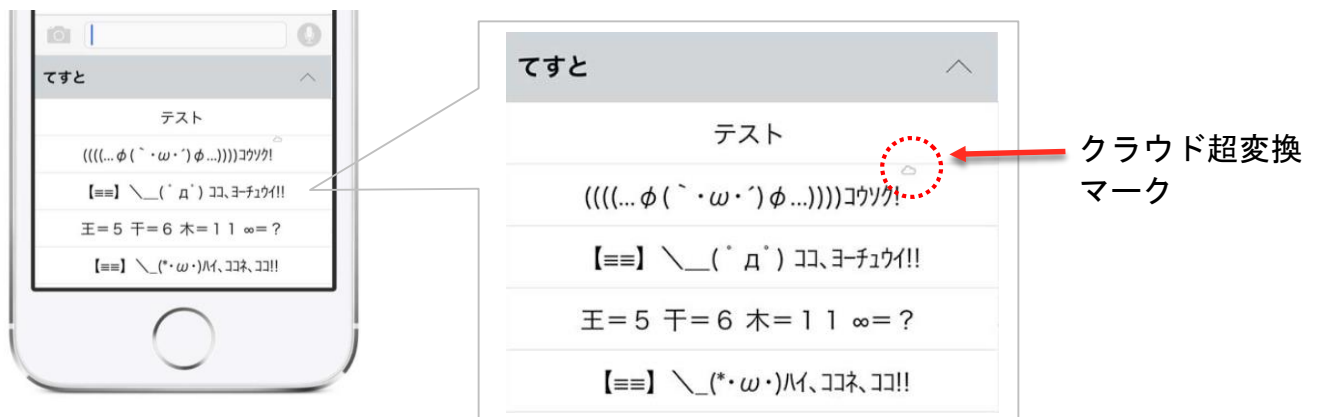 てすと
テスト
((((...φ(｀・ω・´)φ...))))ｺｳｿｸ!
【==】＼__(ﾟдﾟ) ｺｺ､ﾖｰﾁｭｳｲ!!
王＝５ 干＝６ 木＝１１ ∞＝？
【==】＼_(*･ω･)ﾊｲ､ｺｺﾈ､ｺｺ!!
てすと
テスト
((((...φ(｀・ω・´)φ...))))ｺｳｿｸ!
【==】＼__(ﾟдﾟ) ｺｺ､ﾖｰﾁｭｳｲ!!
王＝５ 干＝６ 木＝１１ ∞＝？
【==】＼_(*･ω･)ﾊｲ､ｺｺﾈ､ｺｺ!!
クラウド超変換
マーク